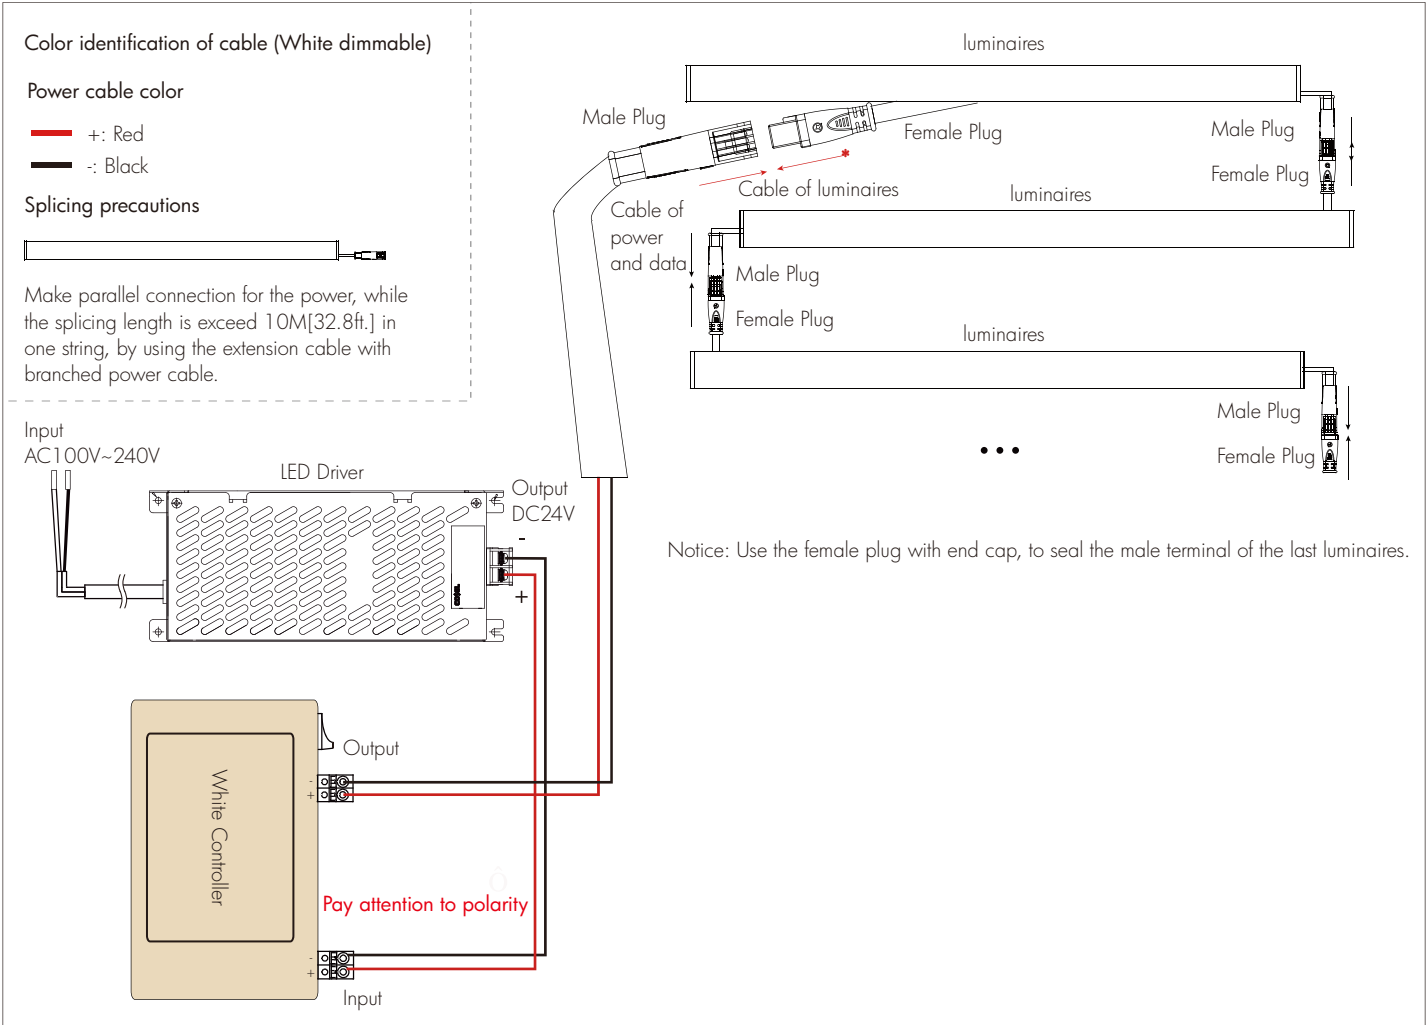 Color identification of cable (White dimmable)
Power cable color
+: Red
-: Black
Splicing precautions
Make parallel connection for the power, while
the splicing length is exceed 10M[32.8ft.] in
one string, by using the extension cable with
branched power cable.
luminaires
Male Plug
Female Plug
*
Cable of luminaires
Cable of
power
and data
Male Plug
Female Plug
luminaires
Male Plug
Female Plug
luminaires
Male Plug
Female Plug
•••
Notice: Use the female plug with end cap, to seal the male terminal of the last luminaires.
Input
AC100V~240V
LED Driver
Output
DC24V
-
+
White Controller
Output
-
+
Pay attention to polarity
-
+
Input